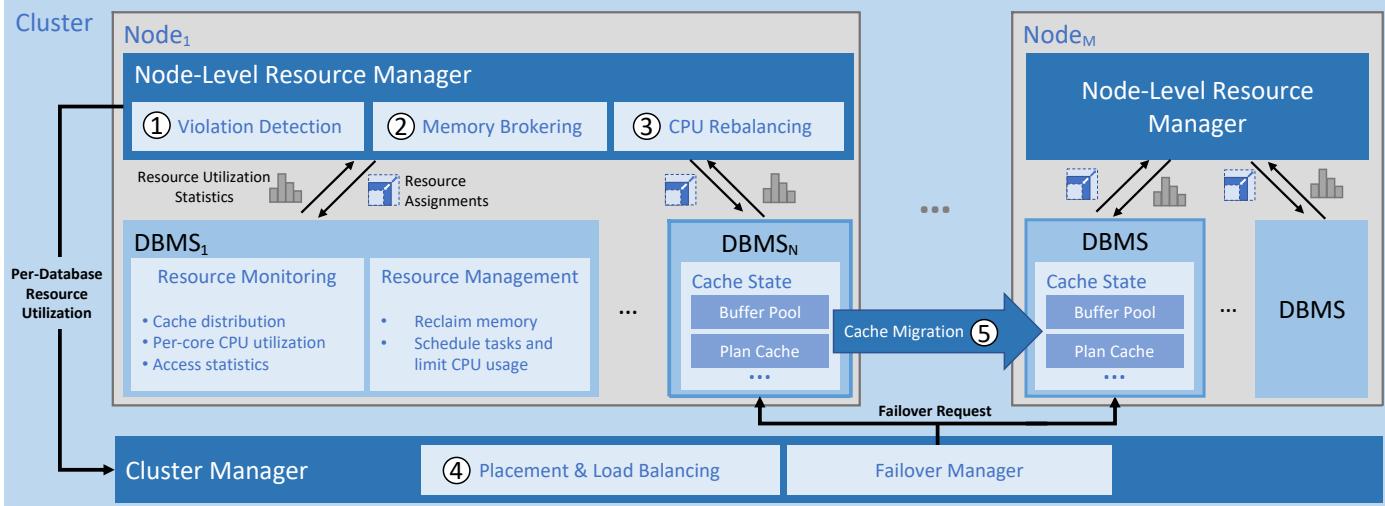 Cluster
Node1
Node-Level Resource Manager
1 Violation Detection
2 Memory Brokering
3 CPU Rebalancing
Resource Utilization
Statistics
Resource
Assignments
DBMS1
Resource Monitoring
• Cache distribution
• Per-core CPU utilization
• Access statistics
Resource Management
• Reclaim memory
• Schedule tasks and
limit CPU usage
...
DBMSN
Cache State
Buffer Pool
Plan Cache
...
...
Cache Migration 5
NodeM
Node-Level Resource
Manager
DBMS
Cache State
Buffer Pool
Plan Cache
...
...
DBMS
Per-Database
Resource
Utilization
Failover Request
Cluster Manager
4 Placement & Load Balancing
Failover Manager